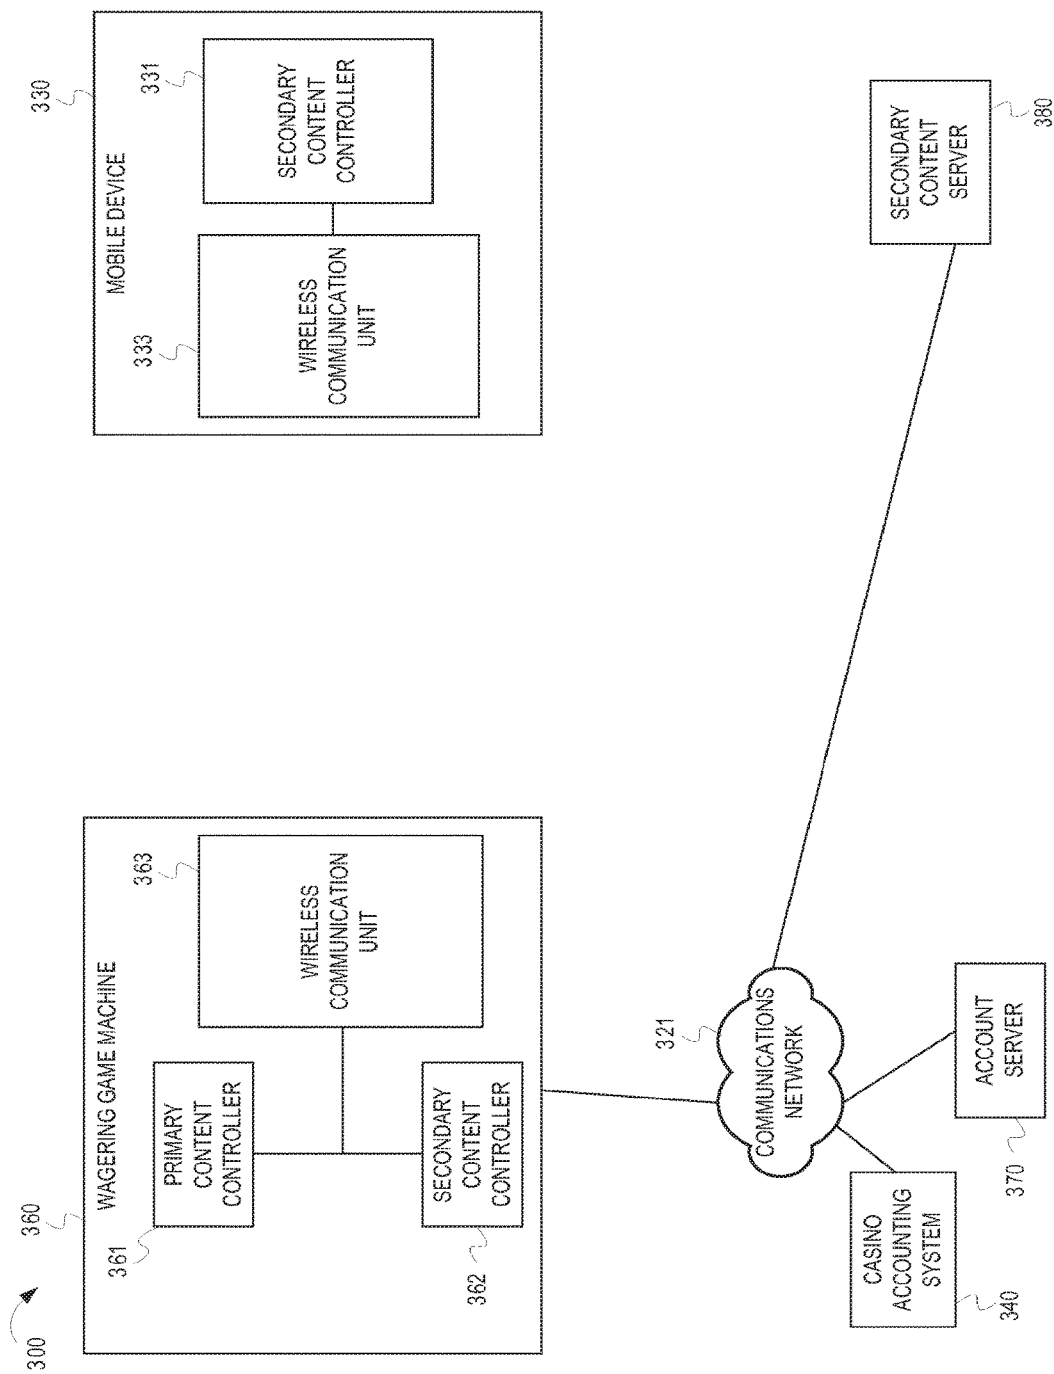 300
360
WAGERING GAME MACHINE
361
PRIMARY
CONTENT
CONTROLLER
363
WIRELESS
COMMUNICATION
UNIT
362
SECONDARY
CONTENT
CONTROLLER
330
MOBILE DEVICE
333
WIRELESS
COMMUNICATION
UNIT
331
SECONDARY
CONTENT
CONTROLLER
321
COMMUNICATIONS
NETWORK
CASINO
ACCOUNTING
SYSTEM
340
ACCOUNT
SERVER
370
SECONDARY
CONTENT
SERVER
380